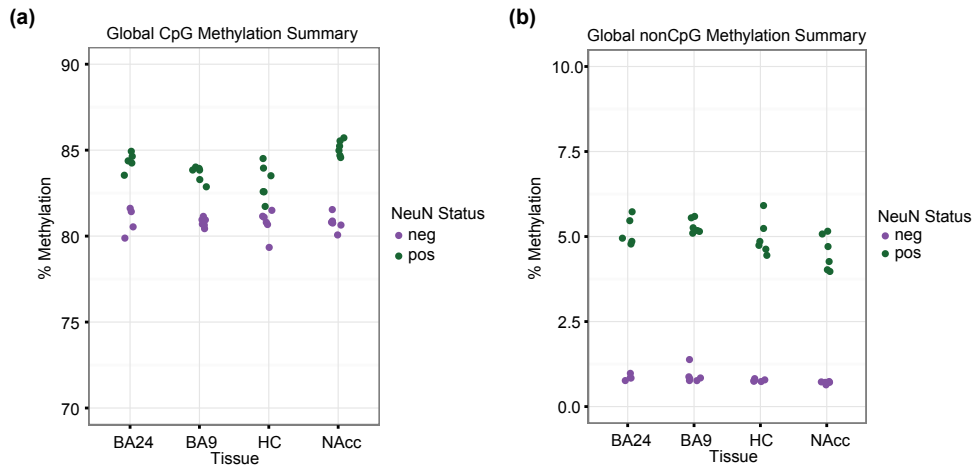 (a)
Global CpG Methylation Summary
90
85
80
75
70
% Methylation
BA24 BA9 HC NAcc
Tissue
NeuN Status
neg
pos
(b)
Global nonCpG Methylation Summary
10.0
7.5
5.0
2.5
0.0
% Methylation
BA24 BA9 HC NAcc
Tissue
NeuN Status
neg
pos